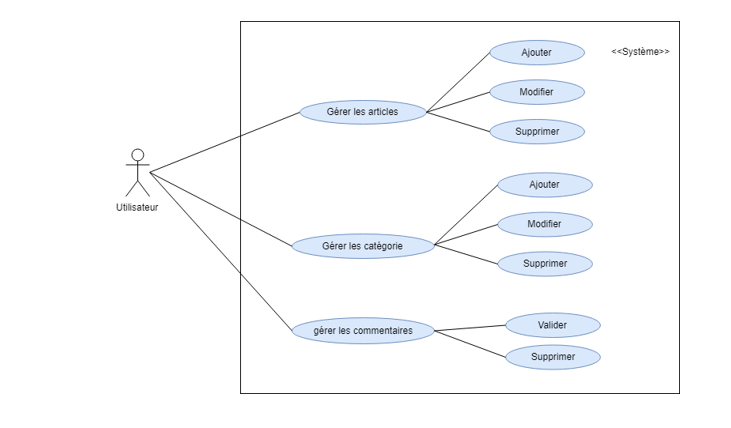 <<Système>>
Ajouter
Modifier
Gérer les articles
Supprimer
Utilisateur
Ajouter
Modifier
Gérer les catégorie
Supprimer
Valider
gérer les commentaires
Supprimer